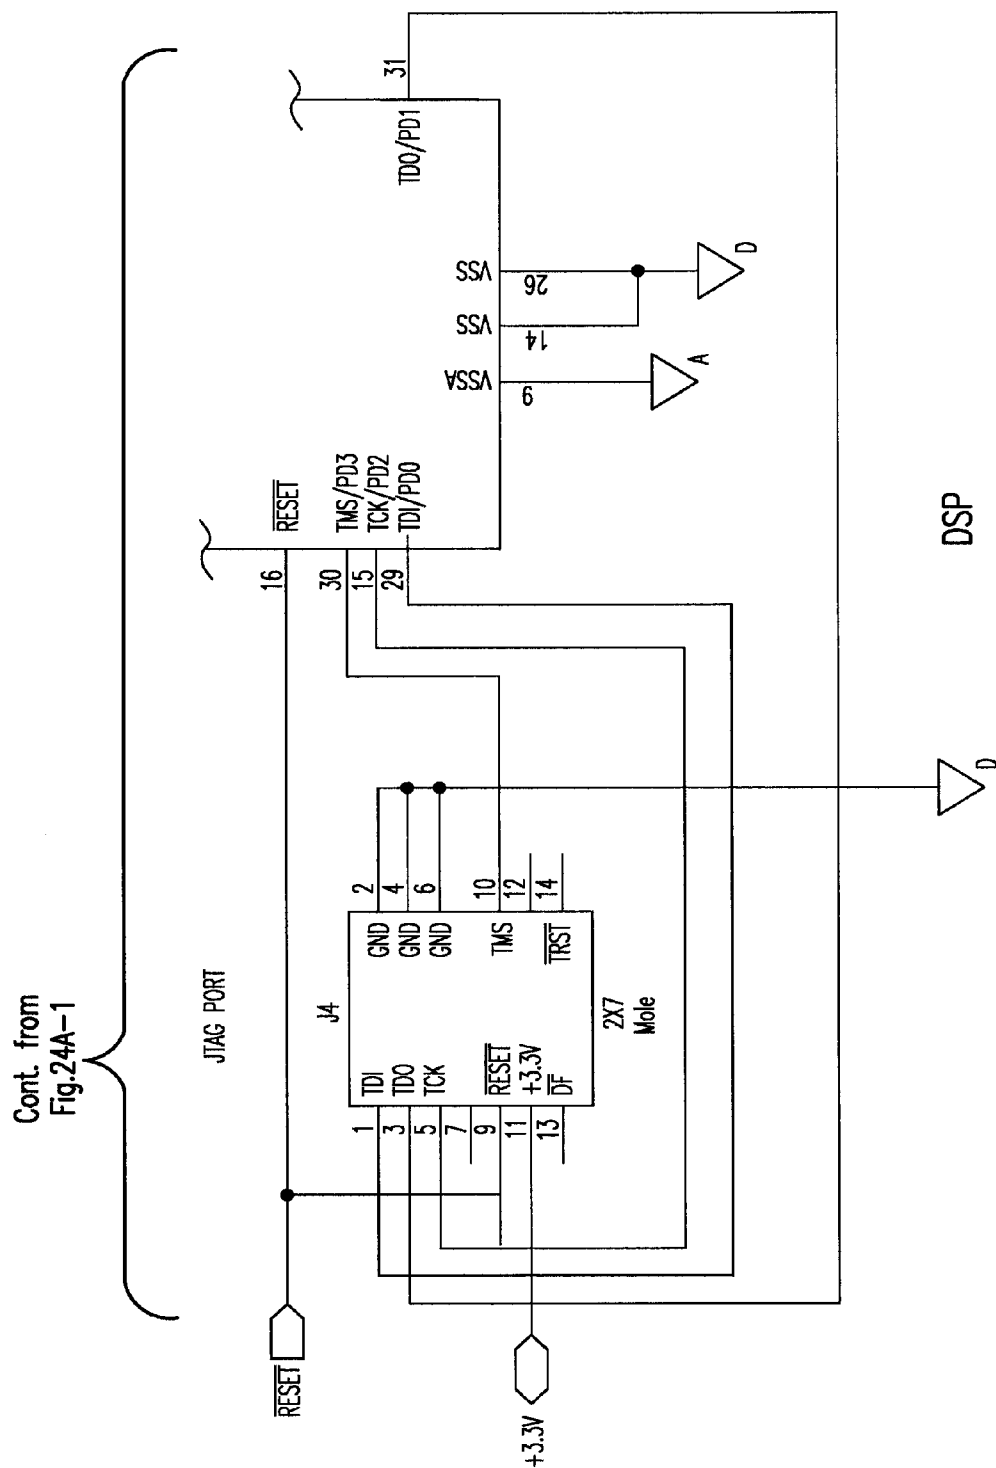 Cont. from
Fig.24A-1
JTAG PORT
RESET
+3.3V
J4
1 TDI
3 TDO
5 TCK
7
9 RESET
11 +3.3V
13 DF
GND 2
GND 4
GND 6
TMS 10
12
TRST 14
2X7
Mole
D
16 RESET
30 TMS/PD3
15 TCK/PD2
29 TDI/PD0
TDO/PD1 31
VSSA 9
VSS 14
VSS 26
A
D
DSP